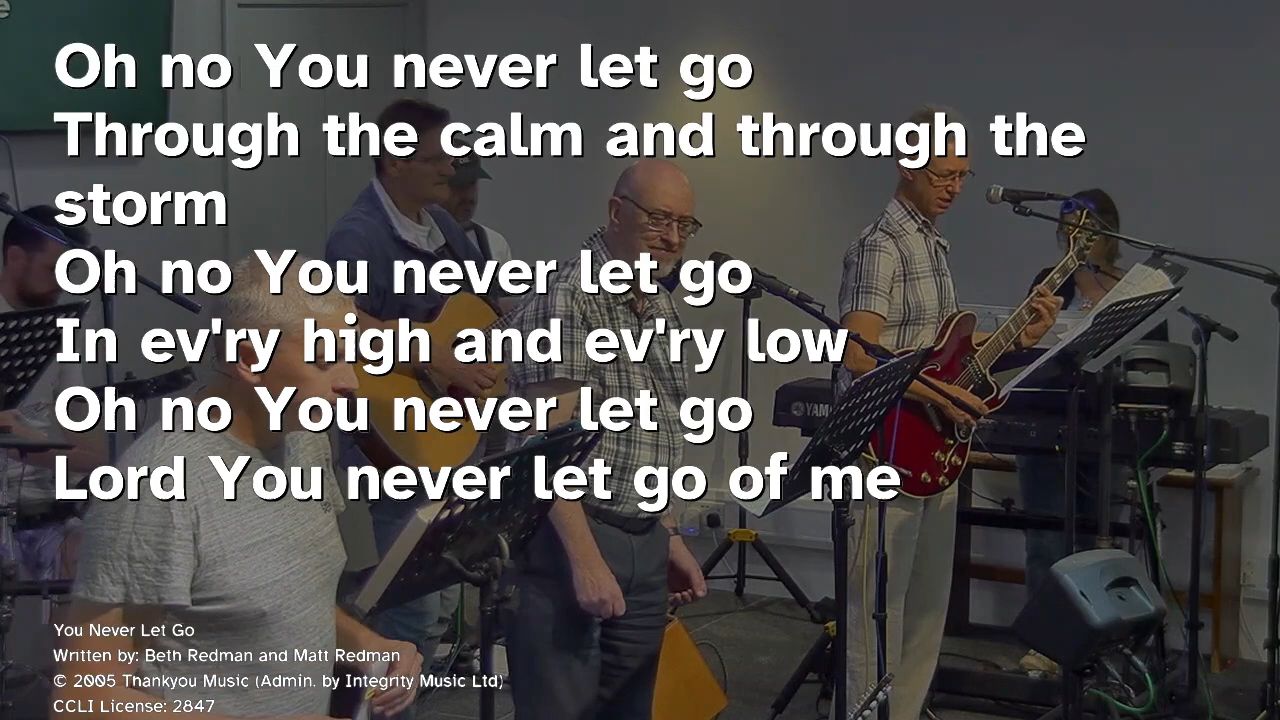 e
Oh no You never let go
Through the calm and through the
storm
Oh no You never let go
In ev'ry high and ev'ry low
Oh no You never let go
Lord You never let go of me
YAM
You Never Let Go
Written by: Beth Redman and Matt Redman
© 2005 Thankyou Music (Admin. by Integrity Music Ltd)
CCLI License: 2847